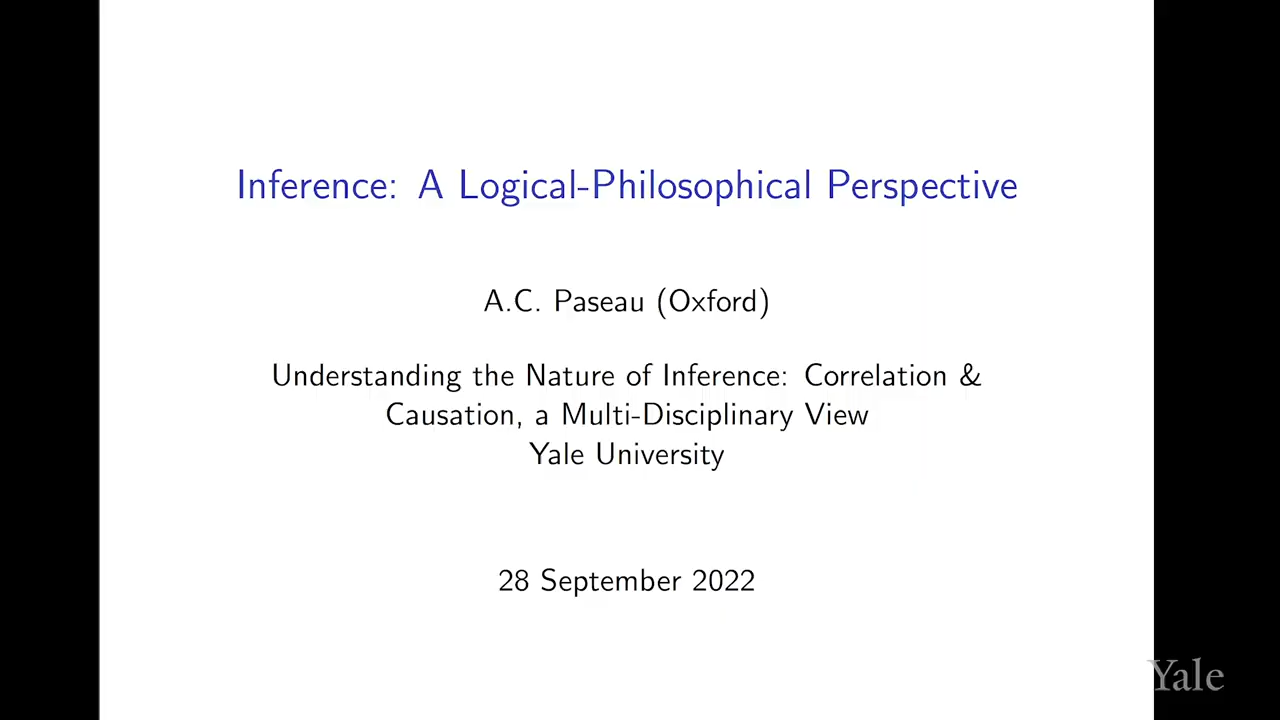 Inference: A Logical-Philosophical Perspective
A.C. Paseau (Oxford)
Understanding the Nature of Inference: Correlation &
Causation, a Multi-Disciplinary View
Yale University
28 September 2022
Yale